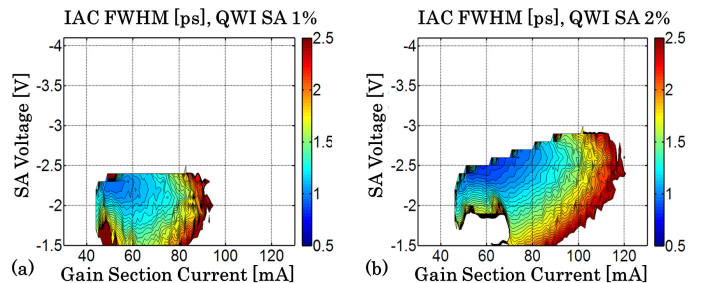 IAC FWHM [ps], QWI SA 1%
SA Voltage [V]
-4
-3.5
-3
-2.5
-2
-1.5
40 60 80 100 120
2.5
2
1.5
1
0.5
(a) Gain Section Current [mA]
IAC FWHM [ps], QWI SA 2%
SA Voltage [V]
-4
-3.5
-3
-2.5
-2
-1.5
40 60 80 100 120
2.5
2
1.5
1
0.5
(b) Gain Section Current [mA]